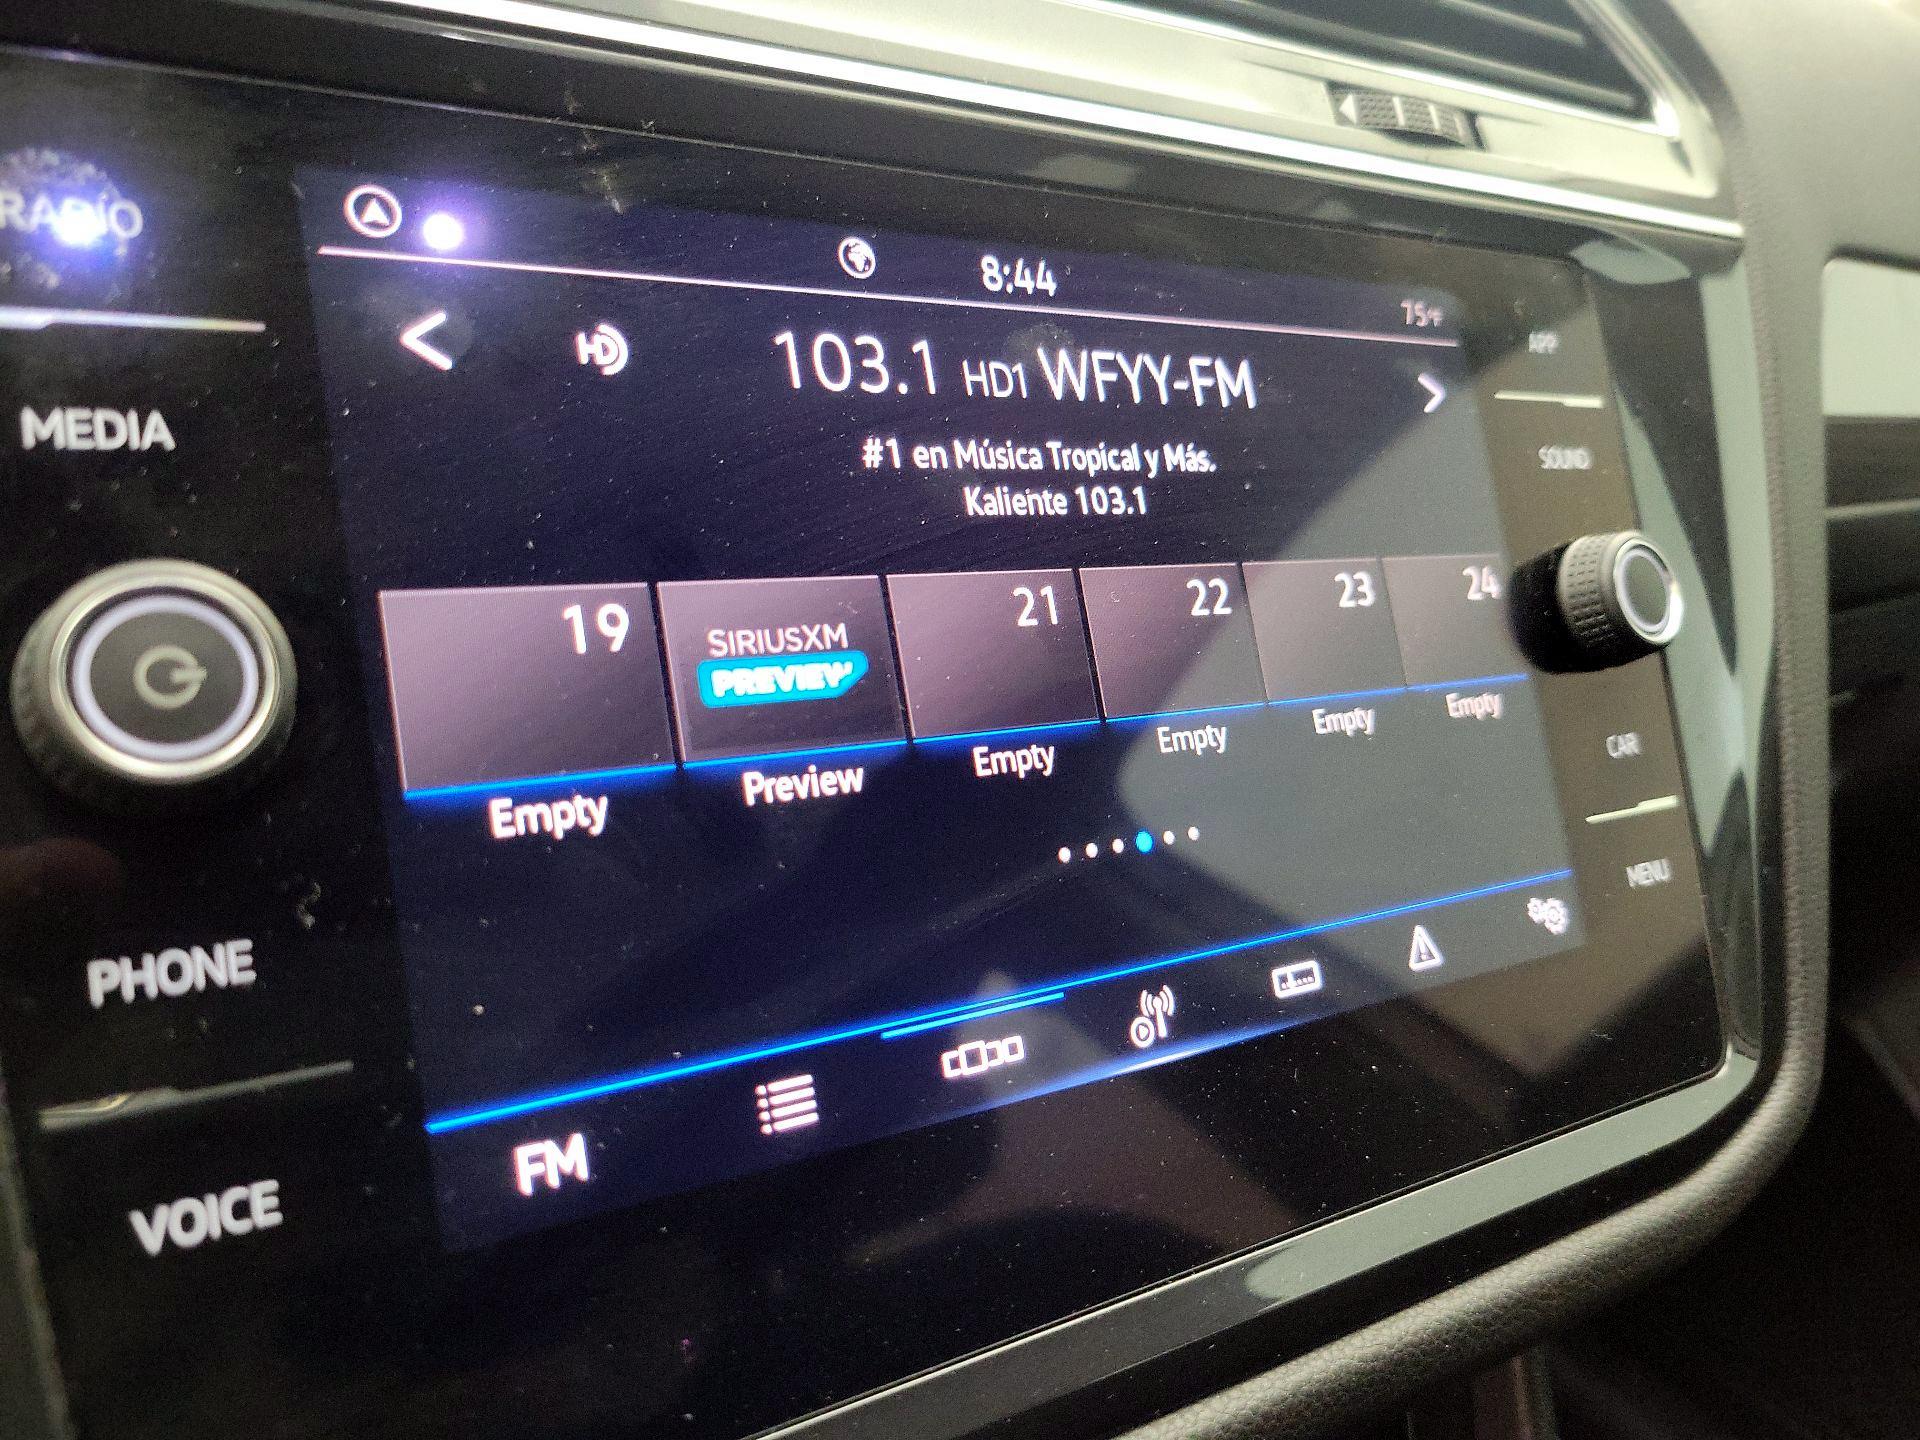 RADIO
MEDIA
PHONE
VOICE
8:44
75°F
HD
103.1 HD1 WFYY-FM
#1 en Música Tropical y Más.
Kaliente 103.1
19
SIRIUSXM
PREVIEW
21
22
23
24
Empty
Preview
Empty
Empty
Empty
Empty
FM
APP
SOUND
CAR
MENU